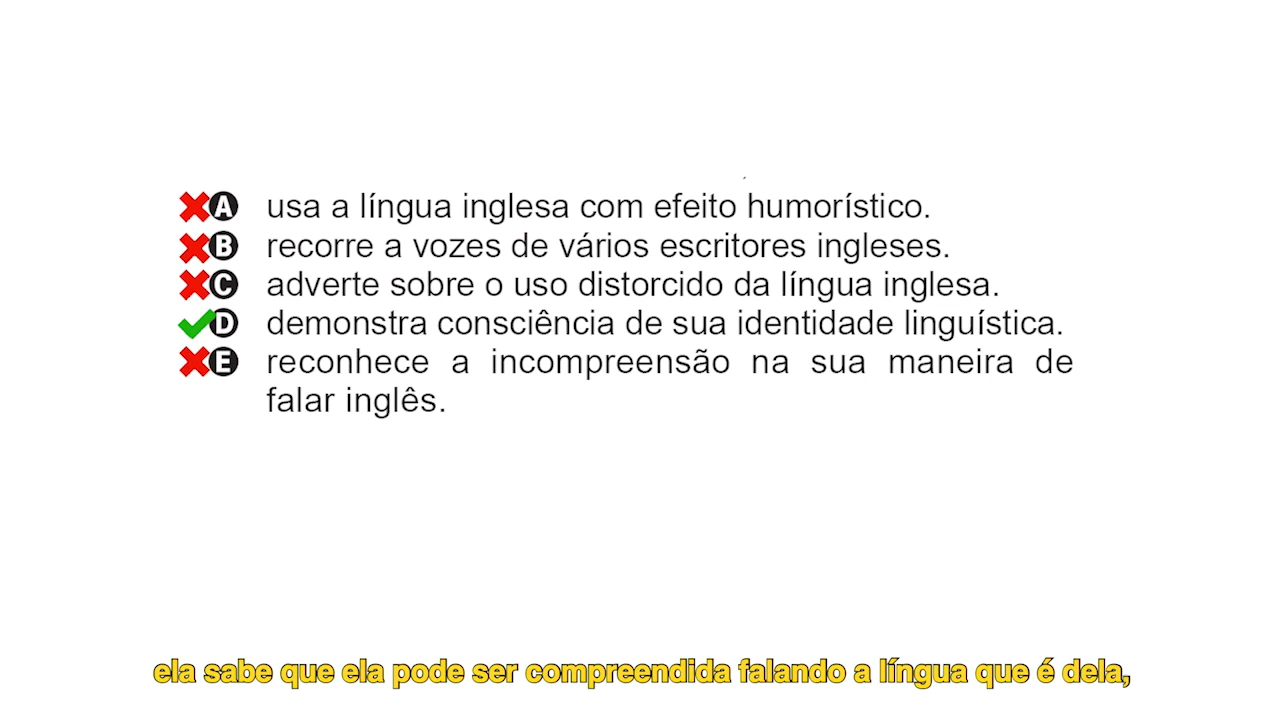 A usa a língua inglesa com efeito humorístico.
B recorre a vozes de vários escritores ingleses.
C adverte sobre o uso distorcido da língua inglesa.
D demonstra consciência de sua identidade linguística.
E reconhece a incompreensão na sua maneira de
falar inglês.
ela sabe que ela pode ser compreendida falando a língua que é dela,